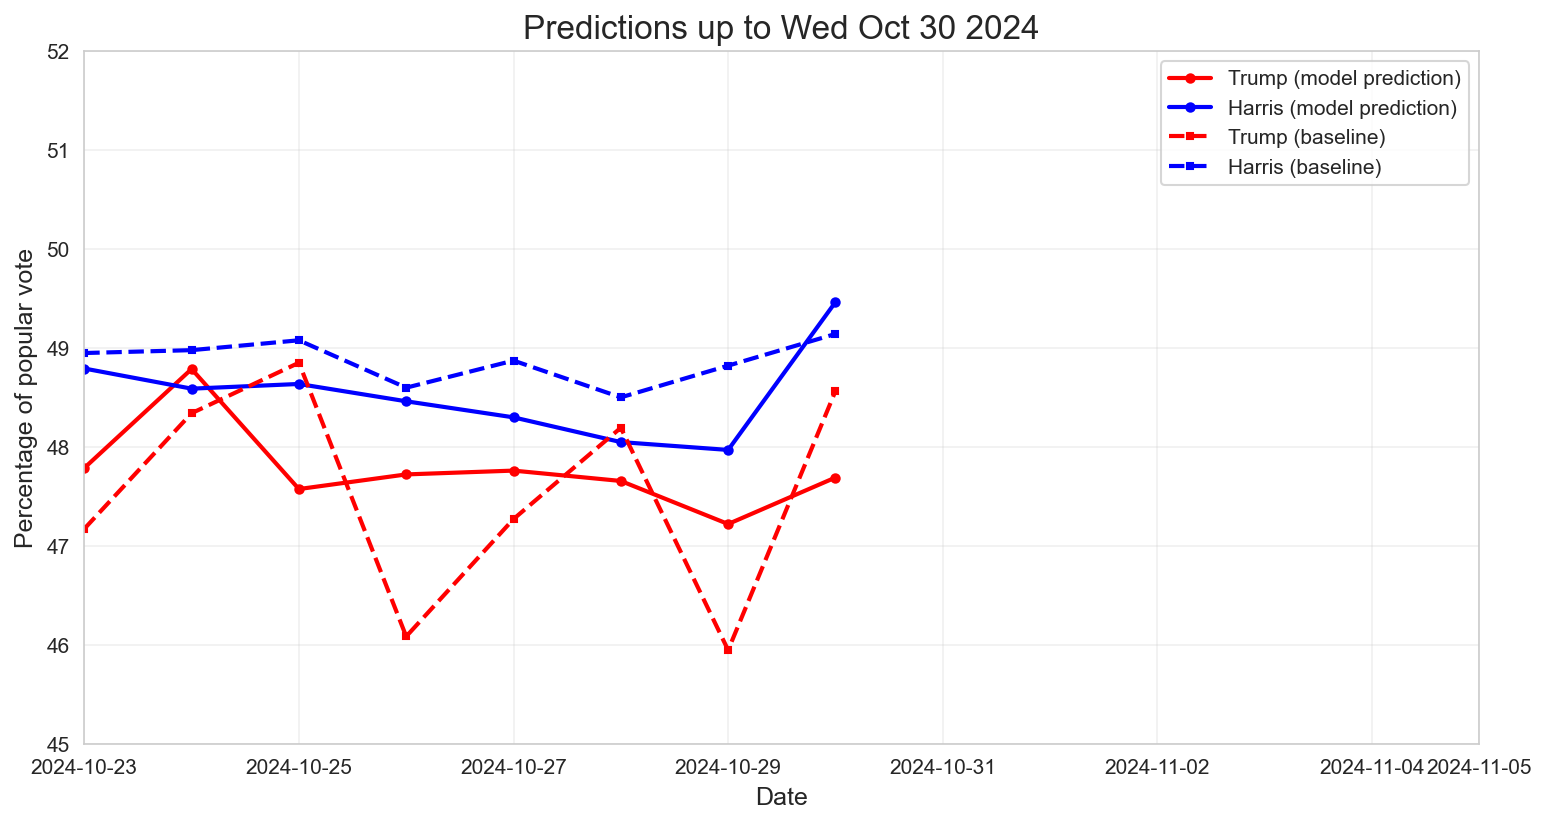 Predictions up to Wed Oct 30 2024
Trump (model prediction)
Harris (model prediction)
Trump (baseline)
Harris (baseline)
Percentage of popular vote
52
51
50
49
48
47
46
45
2024-10-23
2024-10-25
2024-10-27
2024-10-29
2024-10-31
2024-11-02
2024-11-04
2024-11-05
Date